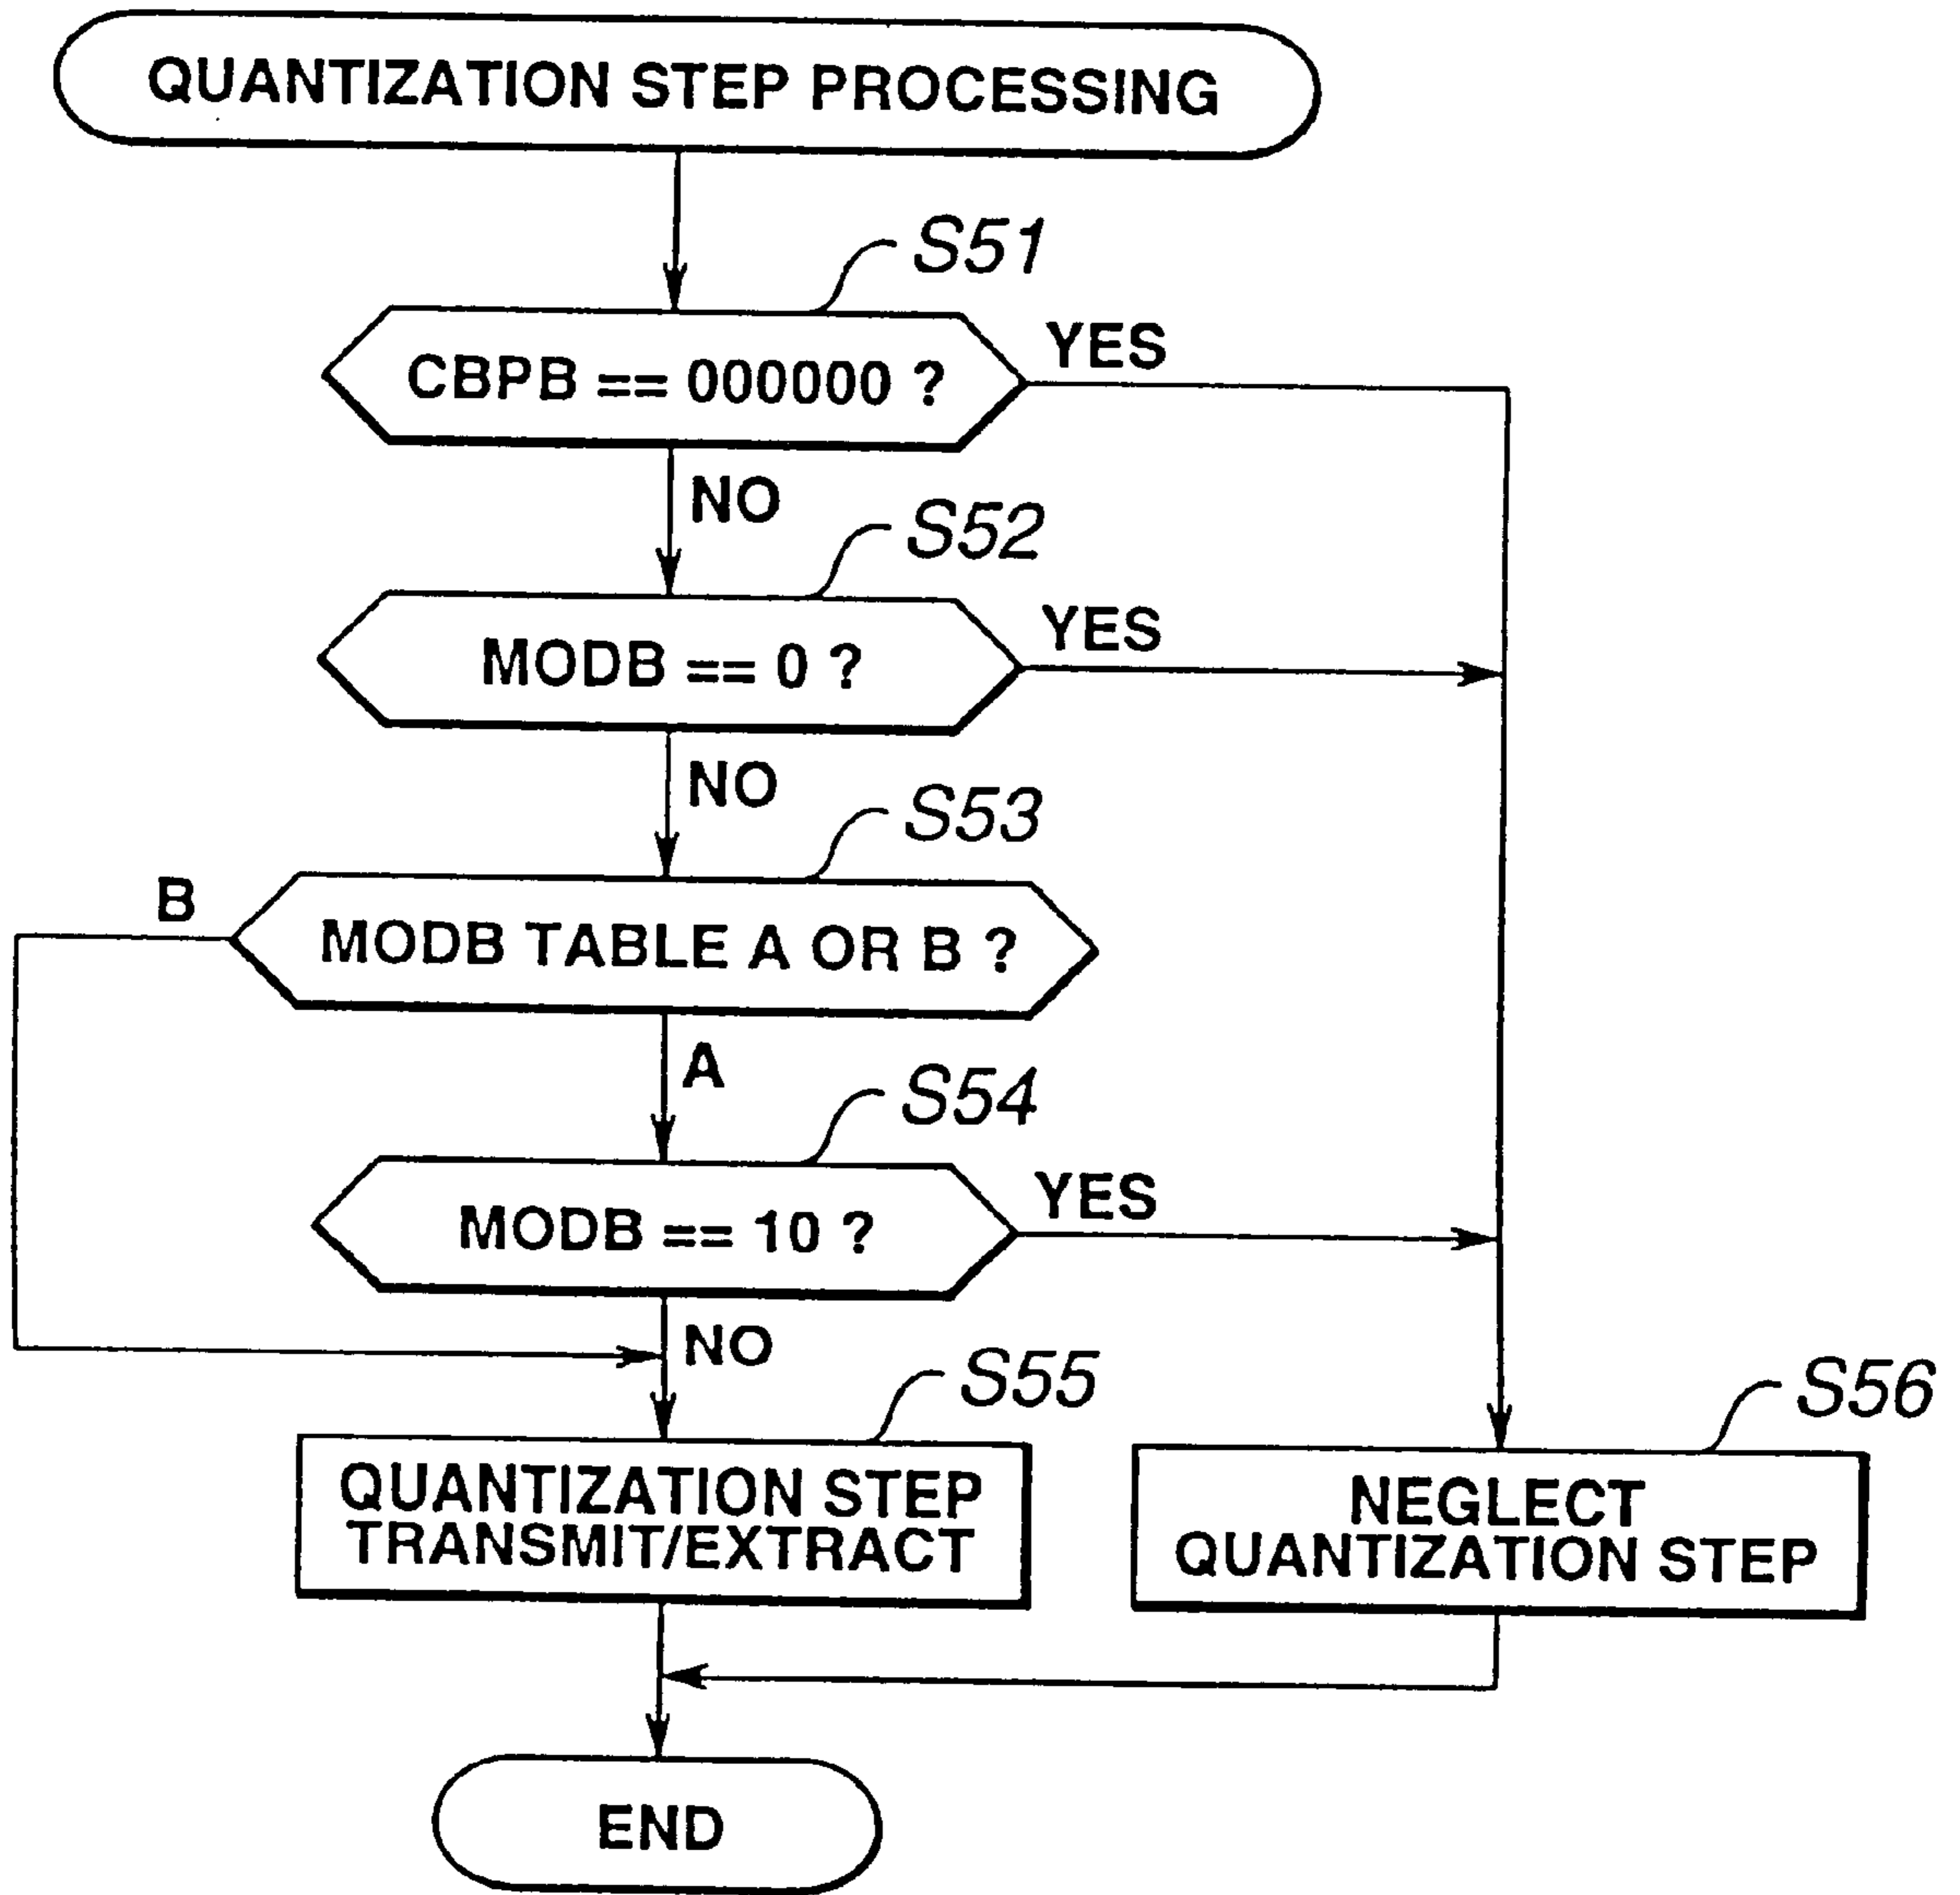 QUANTIZATION STEP PROCESSING
S51
CBPB == 000000 ?
YES
NO
S52
MODB == 0 ?
YES
NO
S53
B
MODB TABLE A OR B ?
A
S54
MODB == 10 ?
YES
NO
S55
S56
QUANTIZATION STEP
TRANSMIT/EXTRACT
NEGLECT
QUANTIZATION STEP
END